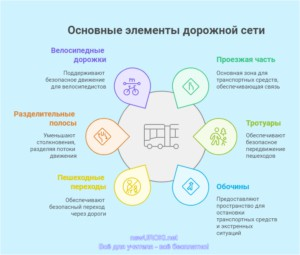 Основные элементы дорожной сети
Велосипедные
дорожки
Поддерживают
безопасное движение
для велосипедистов
Проезжая часть
Основная зона для
транспортных средств,
обеспечивающая связь
Разделительные
полосы
Уменьшают
столкновения,
разделяя потоки
движения
Тротуары
Обеспечивают
безопасное
передвижение
пешеходов
Пешеходные
переходы
Обеспечивают
безопасный переход
через дороги
Обочины
Предоставляют
пространство для
остановки
транспортных средств и
экстренных ситуаций
newUROKI.net
Всё для учителя - всё бесплатно!